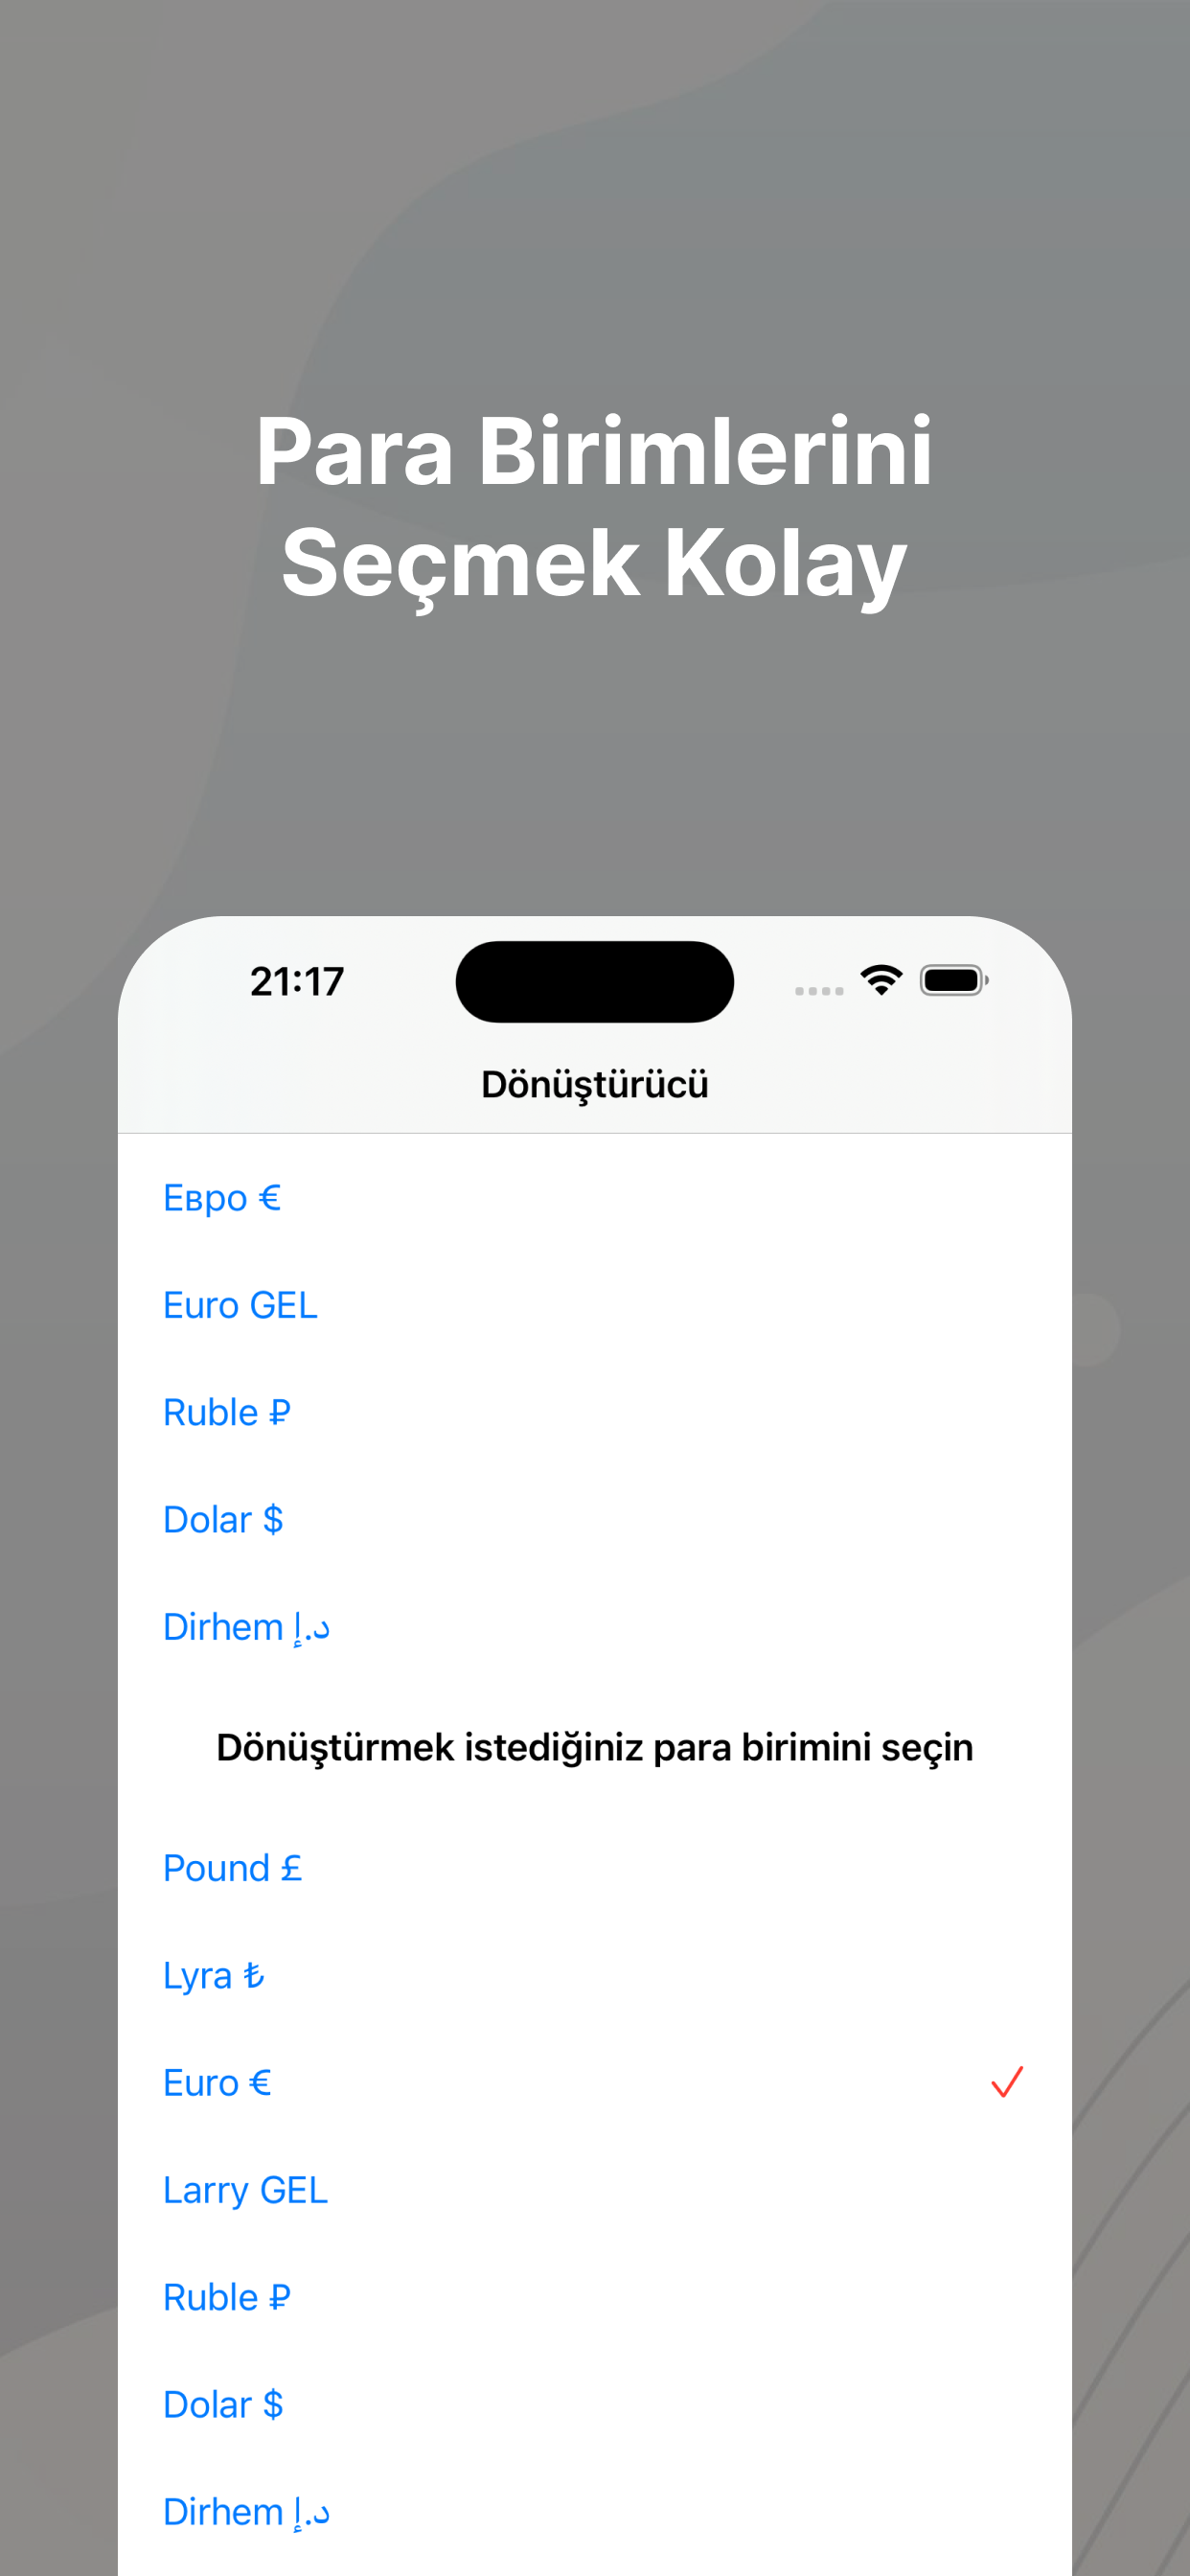 Para Birimlerini
Seçmek Kolay
21:17
Dönüştürücü
Евро €
Euro GEL
Ruble ₽
Dolar $
Dirhem د.إ
Dönüştürmek istediğiniz para birimini seçin
Pound £
Lyra ₺
Euro €
Larry GEL
Ruble ₽
Dolar $
Dirhem د.إ